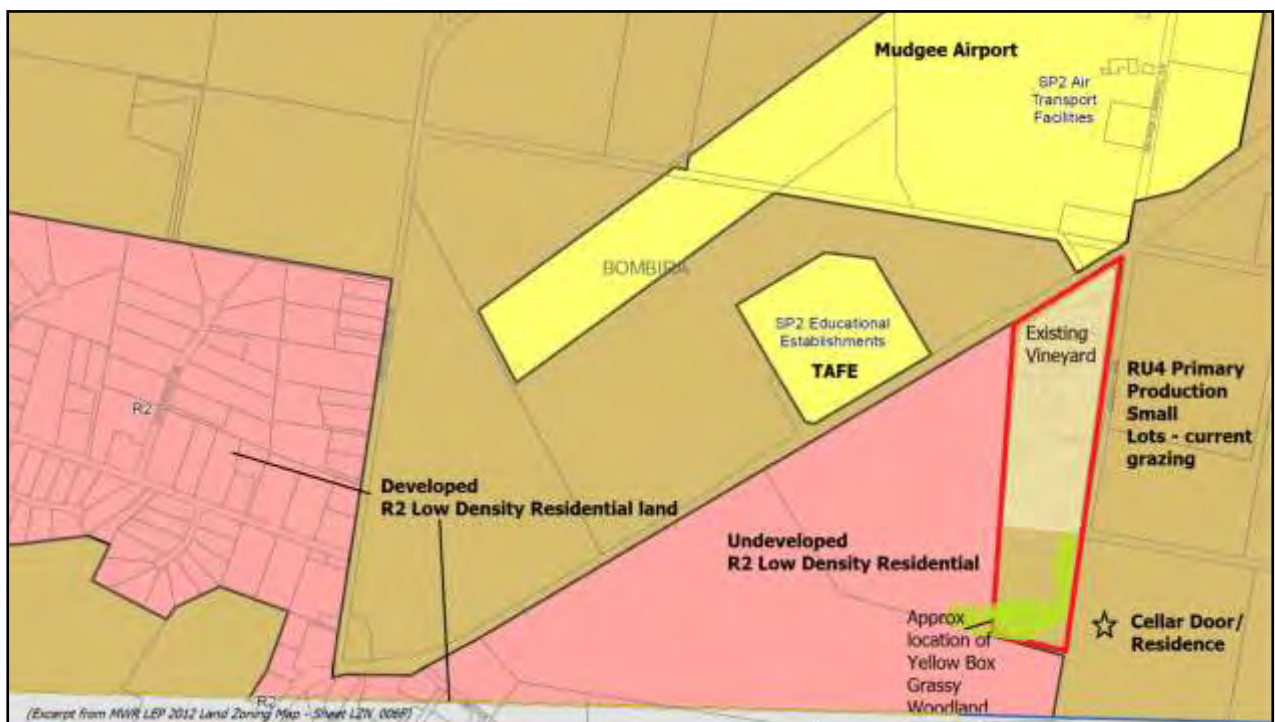 Mudgee Airport
SP2 Air
Transport
Facilities
BOMBIRA
SP2 Educational
Establishments
TAFE
Existing
Vineyard
RU4 Primary
Production
Small
Lots - current
grazing
R2
Developed
R2 Low Density Residential land
Undeveloped
R2 Low Density Residential
Approx
location of
Yellow Box
Grassy
Woodland
Cellar Door/
Residence
R2
(Excerpt from MWR LEP 2012 Land Zoning Map - Sheet LZN_006F)